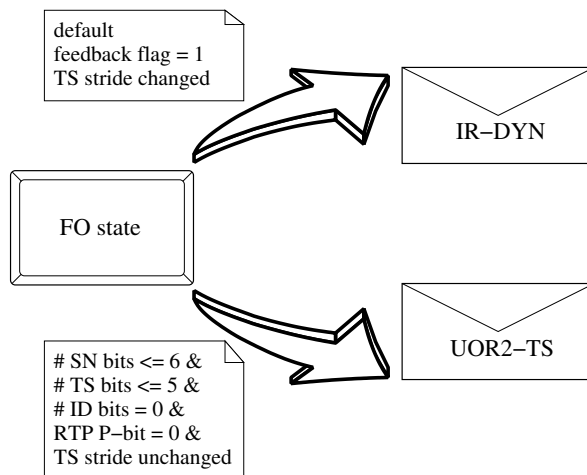 default
feedback flag = 1
TS stride changed
IR−DYN
FO state
UOR2−TS
# SN bits <= 6 &
# TS bits <= 5 &
# ID bits = 0 &
RTP P−bit = 0 &
TS stride unchanged